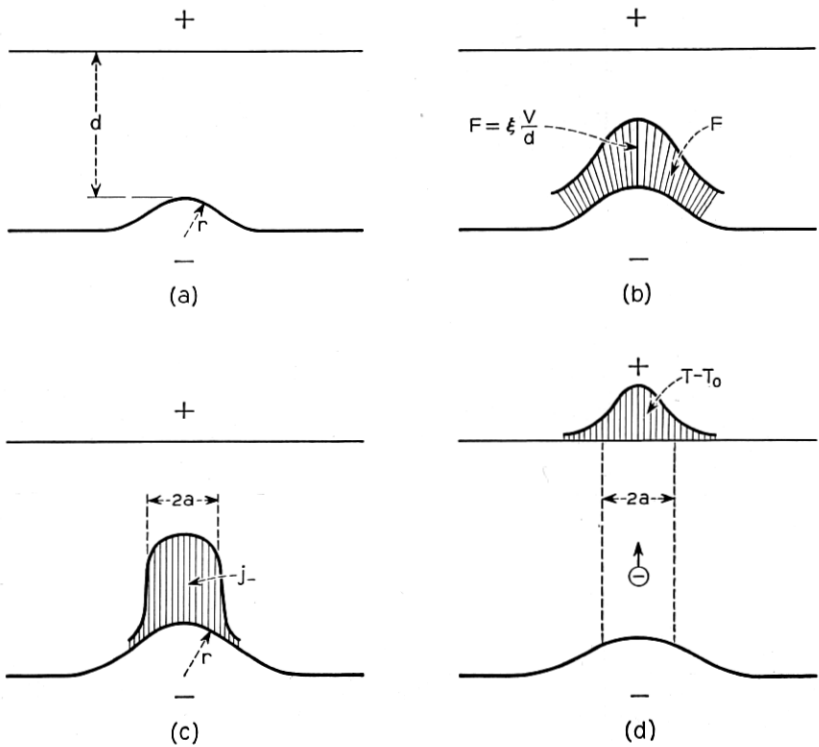 +
d
r
−
(a)
+
F = ξ V/d
F
−
(b)
+
2a
j₋
r
−
(c)
+
T-T₀
2a
−
−
(d)